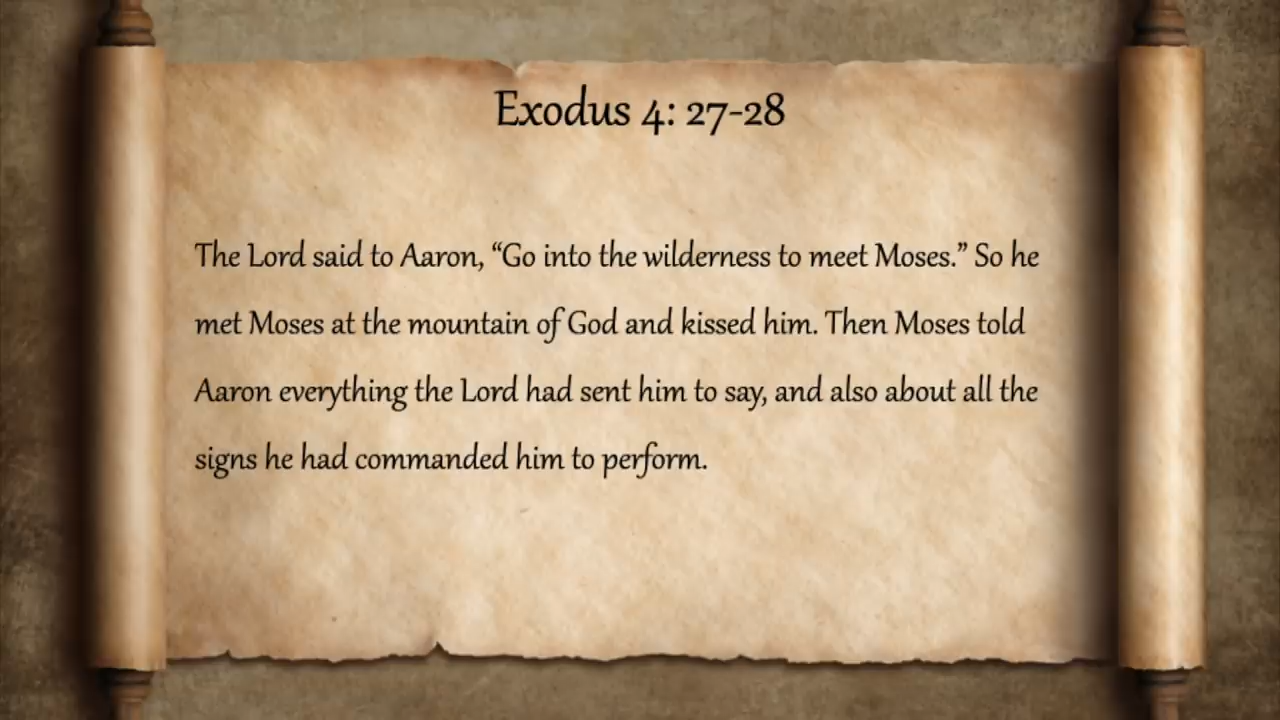 Exodus 4: 27-28
The Lord said to Aaron, “Go into the wilderness to meet Moses.” So he
met Moses at the mountain of God and kissed him. Then Moses told
Aaron everything the Lord had sent him to say, and also about all the
signs he had commanded him to perform.